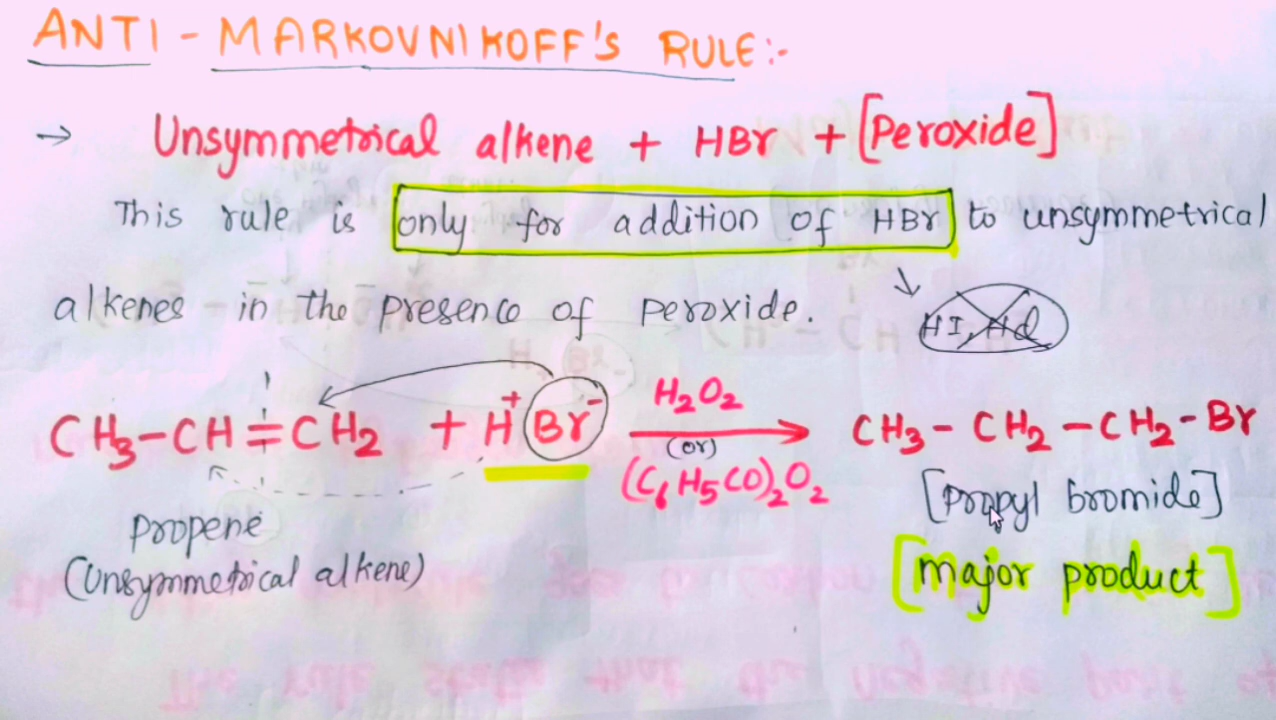 ANTI - MARKOVNIKOFF'S RULE:-
→ Unsymmetrical alkene + HBr + [Peroxide]
This rule is only for addition of HBr to unsymmetrical
alkenes in the presence of peroxide. HI, HCl
CH₃-CH=CH₂ + H⁺Br⁻ H₂O₂ (or) (C₆H₅CO)₂O₂ → CH₃-CH₂-CH₂-Br
propene [propyl bromide]
(Unsymmetrical alkene) [major product]